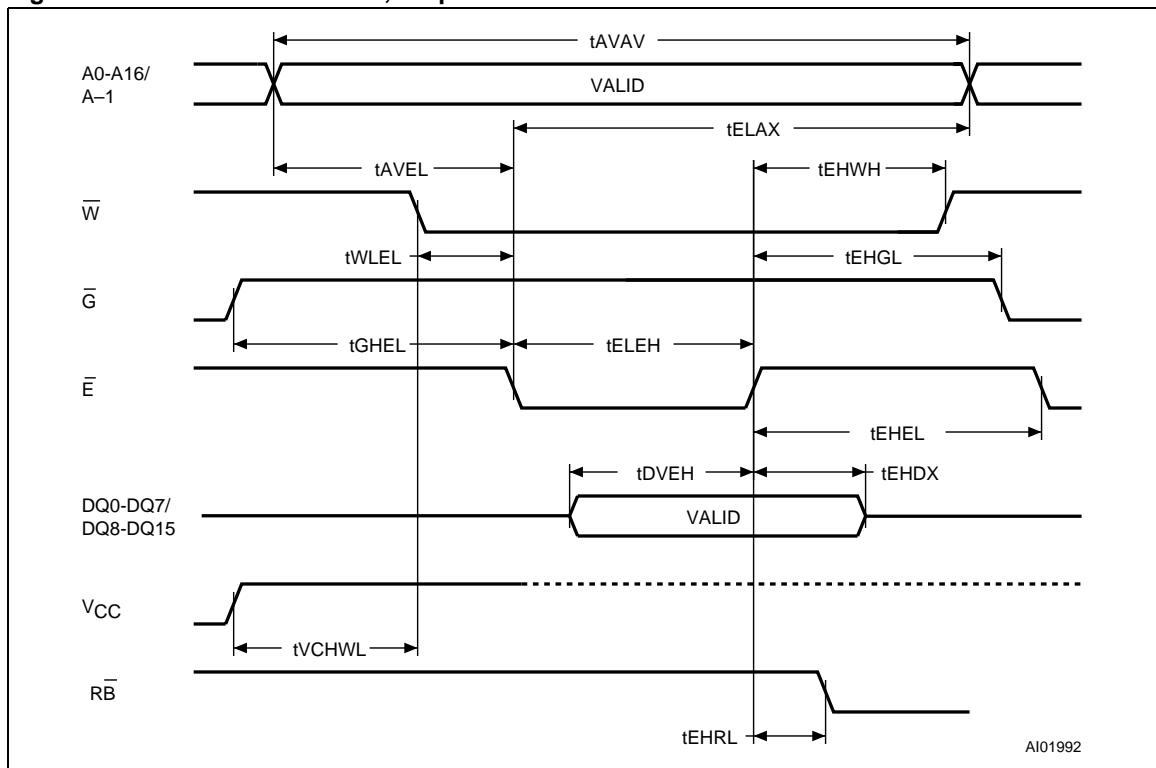 tAVAV
A0-A16/
A–1
VALID
tELAX
tAVEL
tEHWH
W̅
tWLEL
tEHGL
G̅
tGHEL
tELEH
E̅
tEHEL
tDVEH
tEHDX
DQ0-DQ7/
DQ8-DQ15
VALID
VCC
tVCHWL
RB̅
tEHRL
AI01992